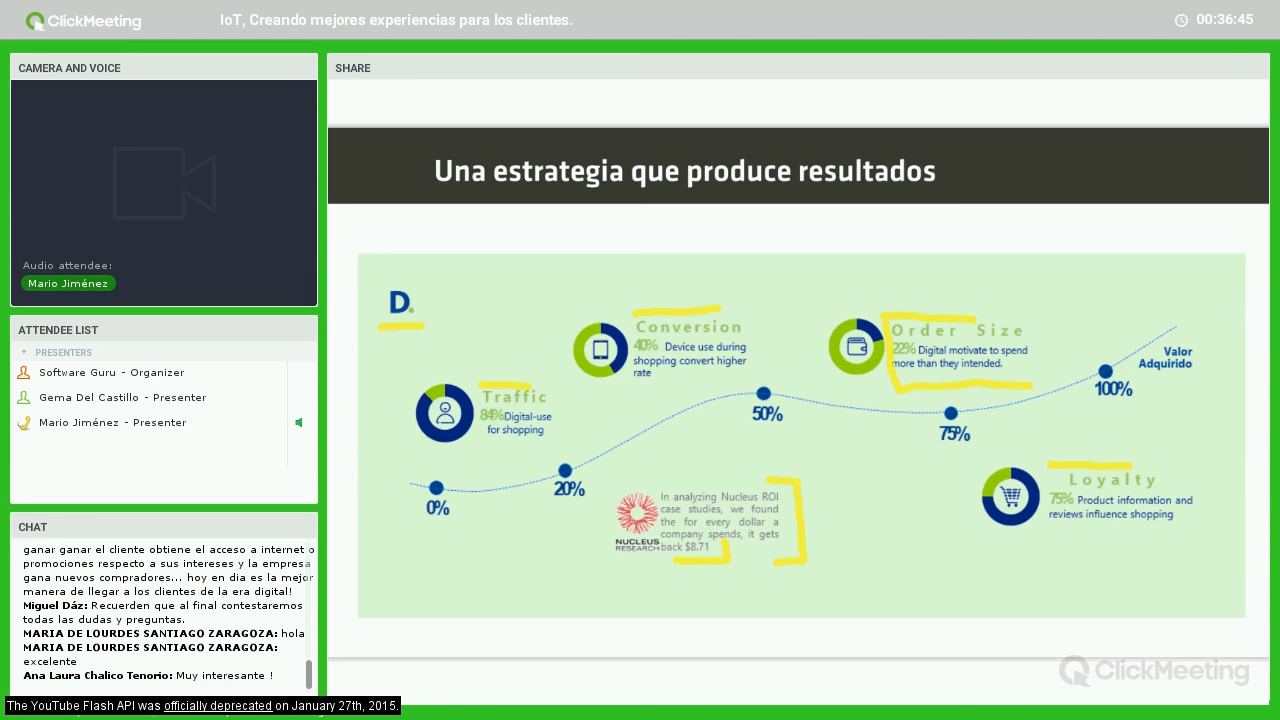 ClickMeeting
IoT, Creando mejores experiencias para los clientes.
00:36:45
CAMERA AND VOICE
Audio attendee:
Mario Jiménez
ATTENDEE LIST
PRESENTERS
Software Guru - Organizer
Gema Del Castillo - Presenter
Mario Jiménez - Presenter
CHAT
ganar ganar el cliente obtiene el acceso a internet o
promociones respecto a sus intereses y la empresa
gana nuevos compradores... hoy en dia es la mejor
manera de llegar a los clientes de la era digital!
Miguel Dáz: Recuerden que al final contestaremos
todas las dudas y preguntas.
MARIA DE LOURDES SANTIAGO ZARAGOZA: hola
MARIA DE LOURDES SANTIAGO ZARAGOZA:
excelente
Ana Laura Chalico Tenorio: Muy interesante !
The YouTube Flash API was officially deprecated on January 27th, 2015.
SHARE
Una estrategia que produce resultados
D.
Traffic
84% Digital-use
for shopping
Conversion
40% Device use during
shopping convert higher
rate
Order Size
22% Digital motivate to spend
more than they intended.
Valor
Adquirido
0%
20%
50%
75%
100%
NUCLEUS
RESEARCH
In analyzing Nucleus ROI
case studies, we found
the for every dollar a
company spends, it gets
back $8.71
Loyalty
75% Product information and
reviews influence shopping
ClickMeeting